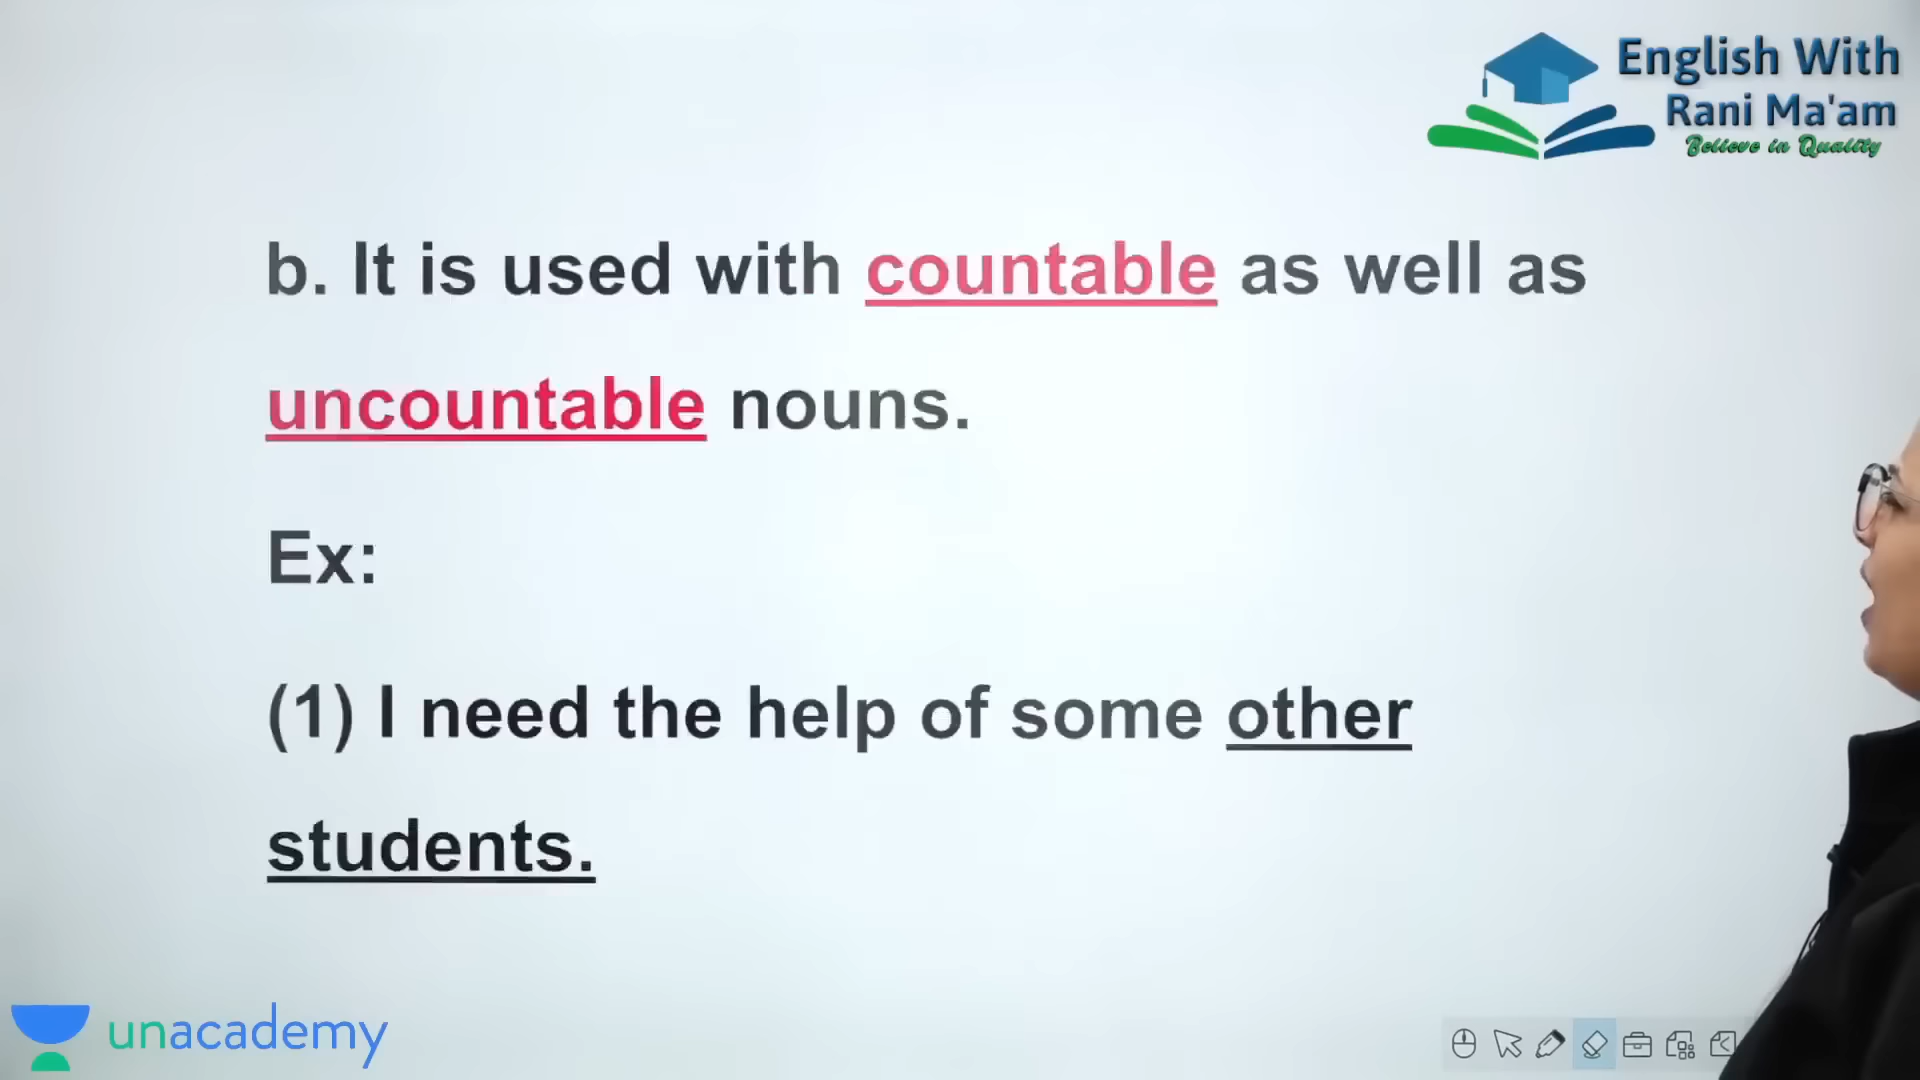 English With
Rani Ma'am
Believe in Quality
b. It is used with countable as well as
uncountable nouns.
Ex:
(1) I need the help of some other
students.
unacademy